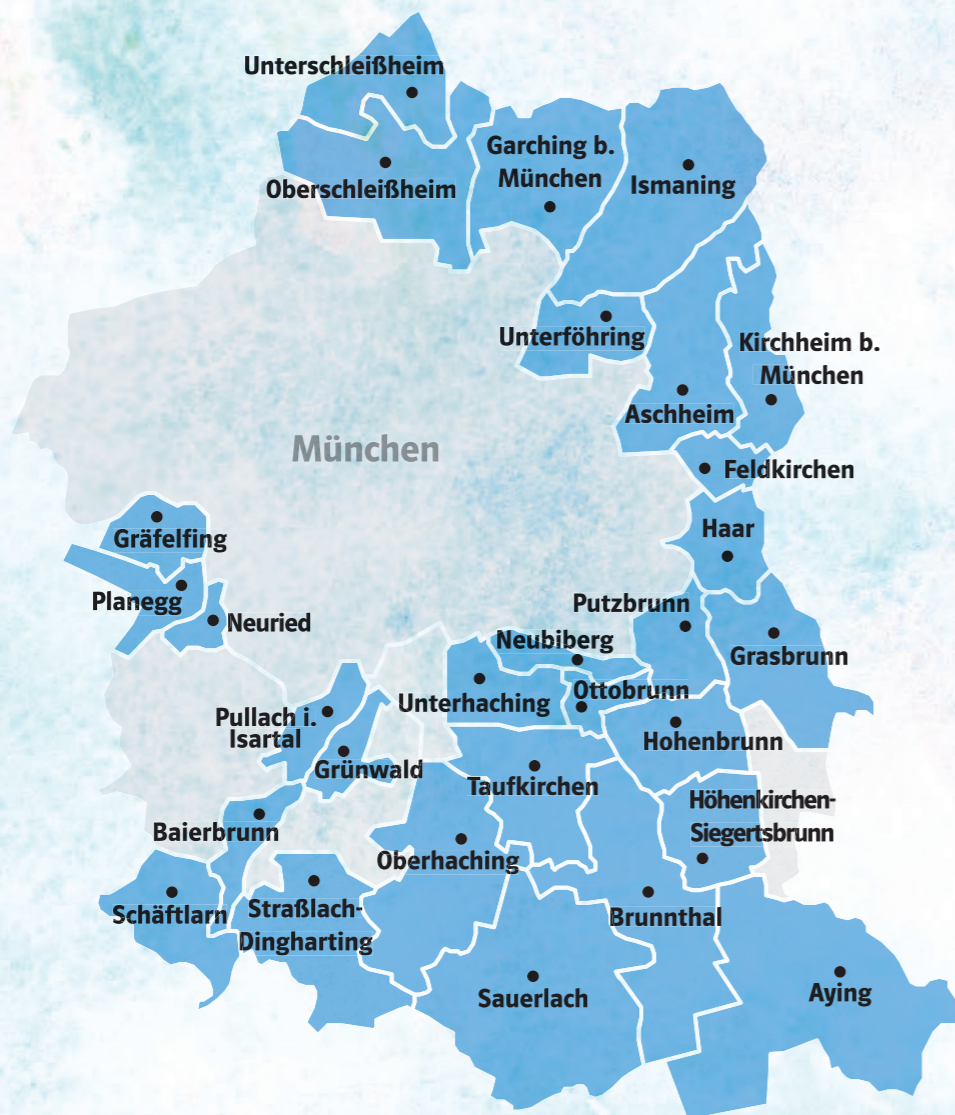 Unterschleißheim
Oberschleißheim
Garching b.
München
Ismaning
Unterföhring
Kirchheim b.
München
Aschheim
München
Feldkirchen
Haar
Gräfelfing
Planegg
Neuried
Putzbrunn
Neubiberg
Grasbrunn
Ottobrunn
Unterhaching
Pullach i.
Isartal
Hohenbrunn
Grünwald
Taufkirchen
Höhenkirchen-
Siegertsbrunn
Baierbrunn
Oberhaching
Schäftlarn
Straßlach-
Dingharting
Brunnthal
Sauerlach
Aying